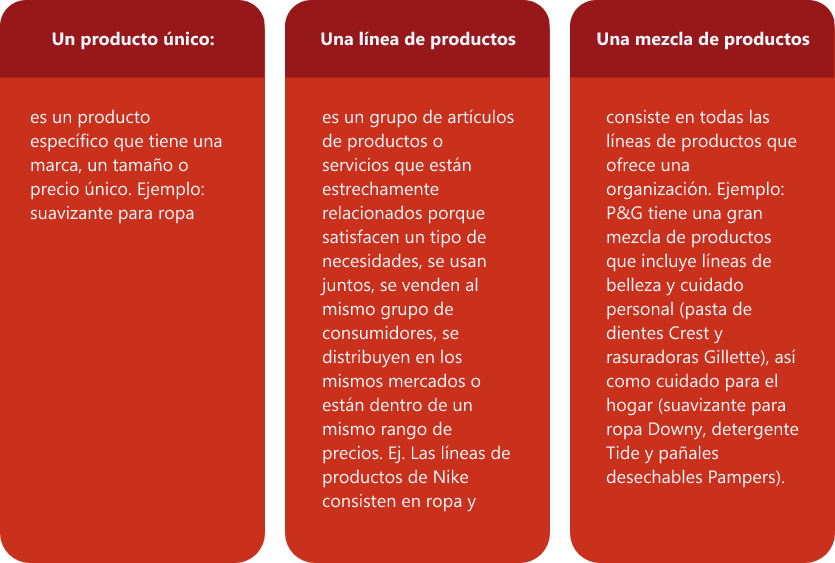 Un producto único:
es un producto
específico que tiene una
marca, un tamaño o
precio único. Ejemplo:
suavizante para ropa
Una línea de productos
es un grupo de artículos
de productos o
servicios que están
estrechamente
relacionados porque
satisfacen un tipo de
necesidades, se usan
juntos, se venden al
mismo grupo de
consumidores, se
distribuyen en los
mismos mercados o
están dentro de un
mismo rango de
precios. Ej. Las líneas de
productos de Nike
consisten en ropa y
Una mezcla de productos
consiste en todas las
líneas de productos que
ofrece una
organización. Ejemplo:
P&G tiene una gran
mezcla de productos
que incluye líneas de
belleza y cuidado
personal (pasta de
dientes Crest y
rasuradoras Gillette), así
como cuidado para el
hogar (suavizante para
ropa Downy, detergente
Tide y pañales
desechables Pampers).